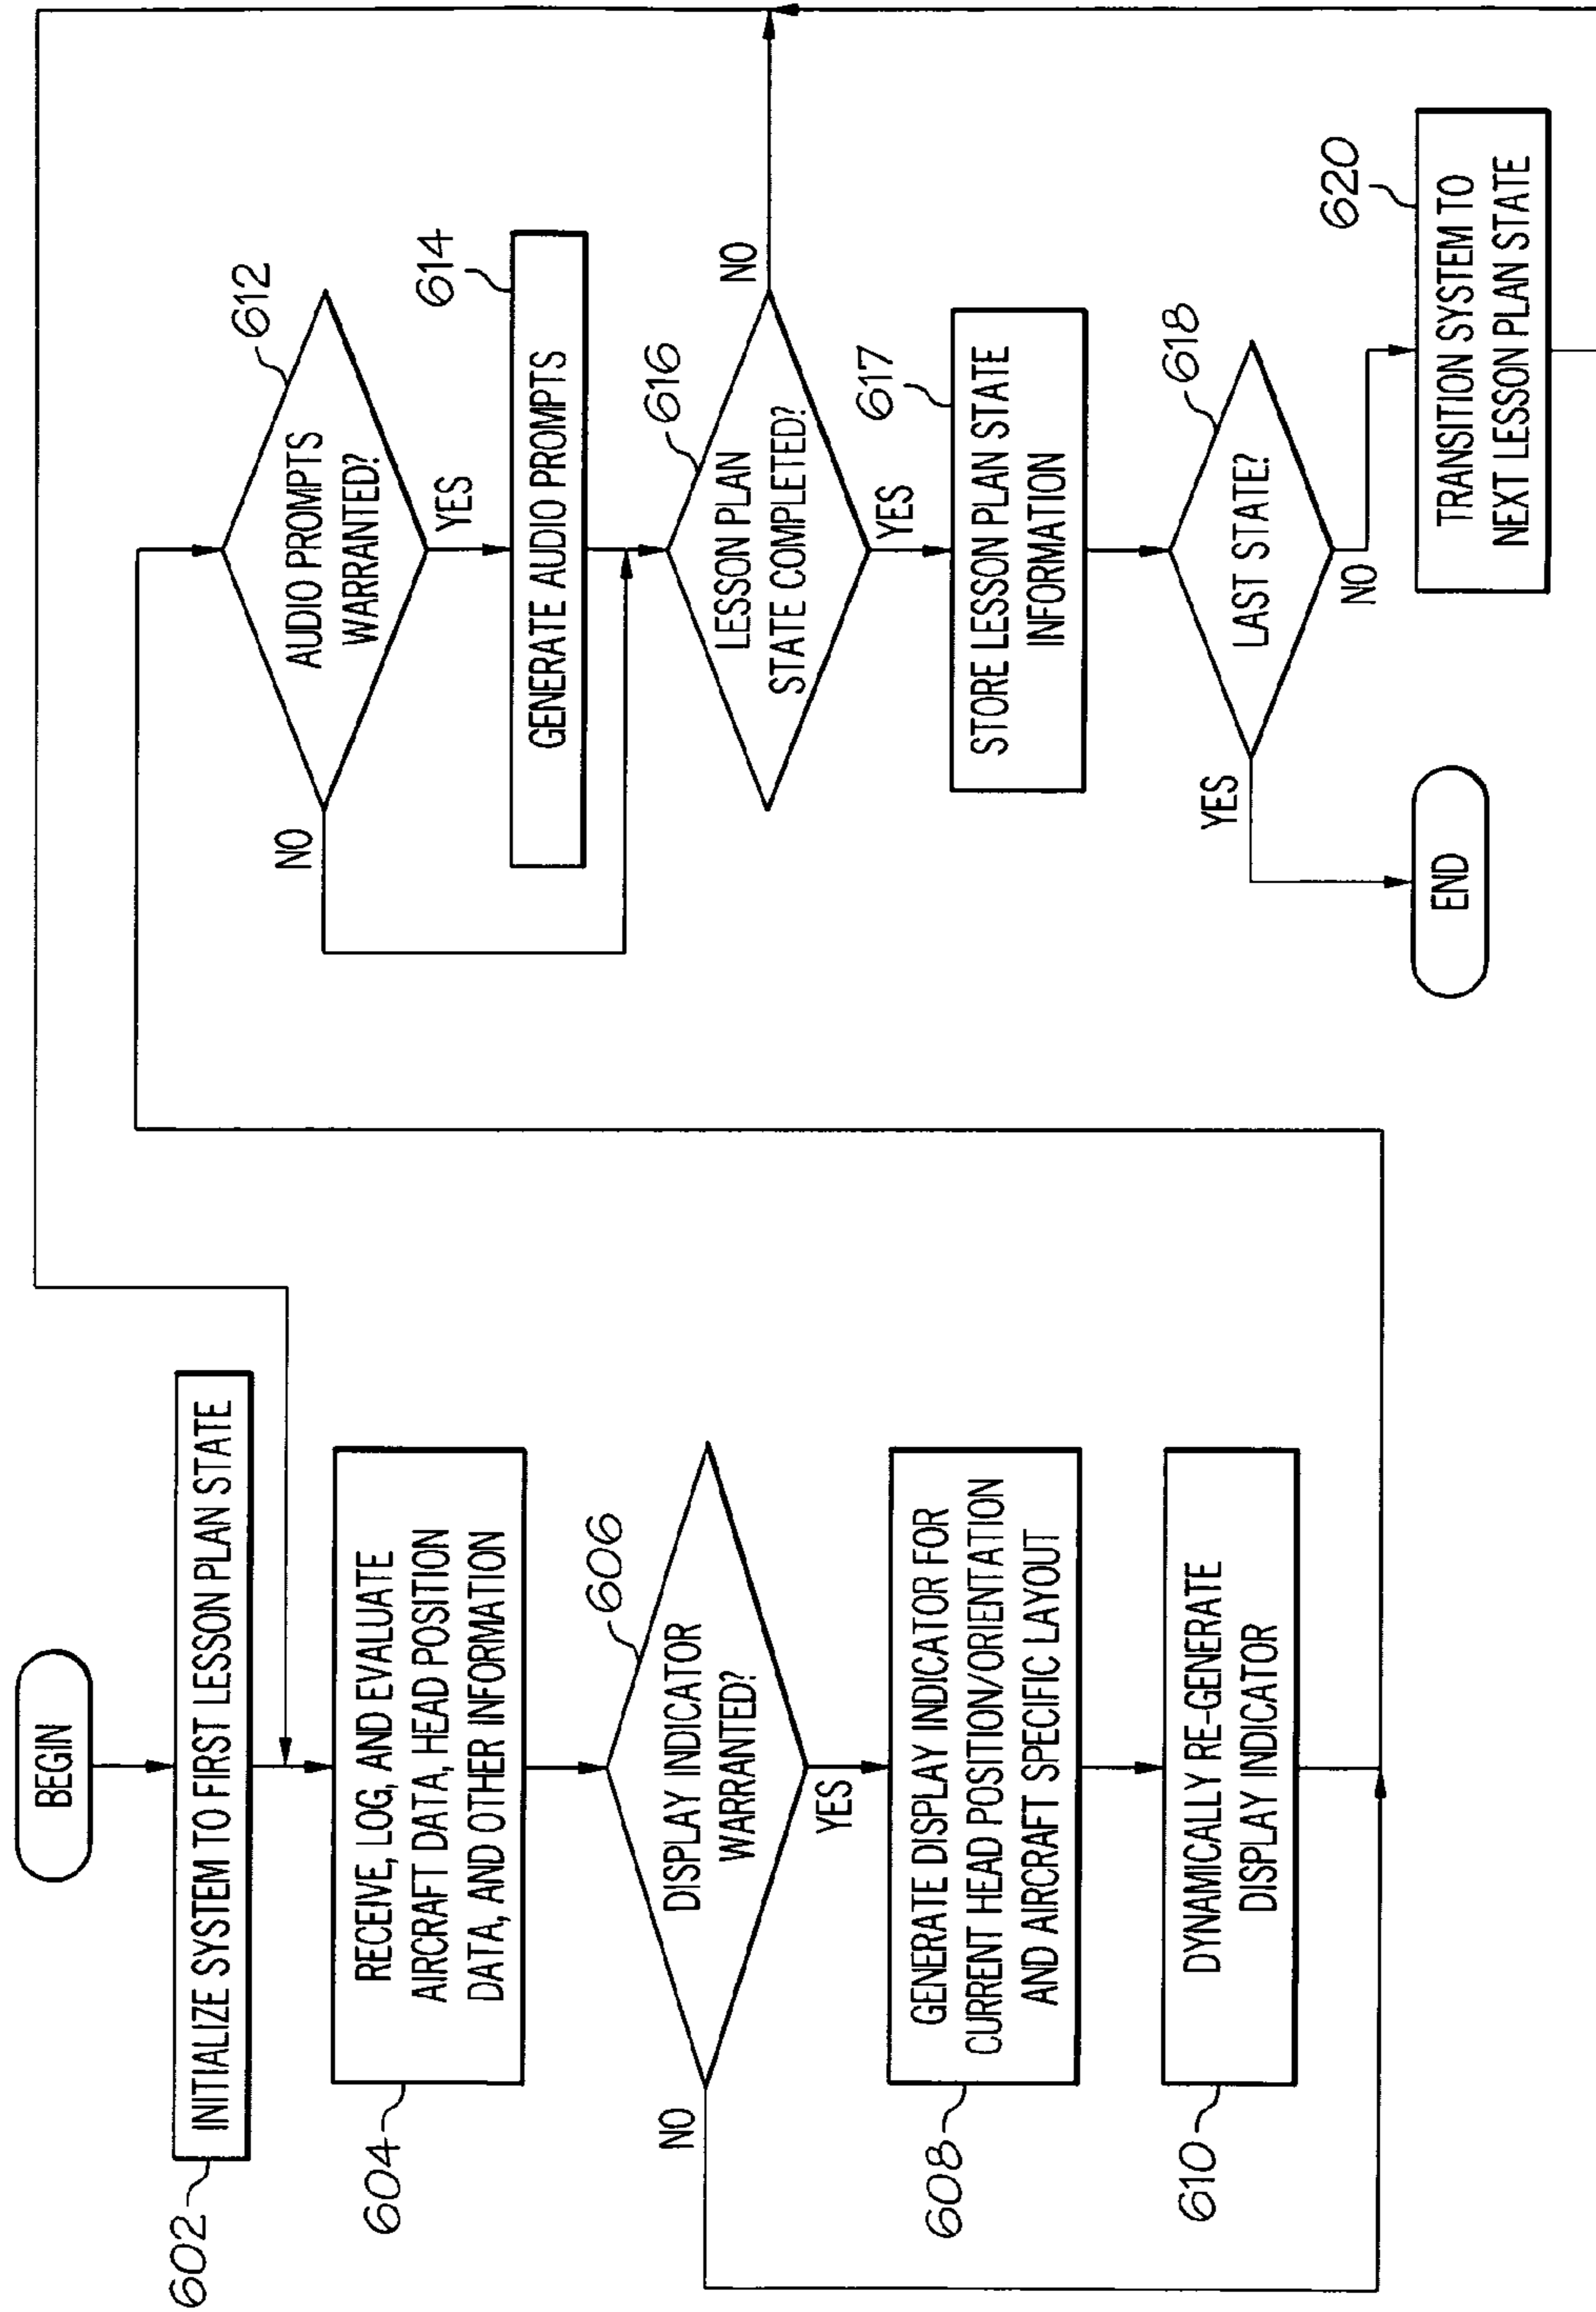 BEGIN
602
INITIALIZE SYSTEM TO FIRST LESSON PLAN STATE
604
RECEIVE, LOG, AND EVALUATE
AIRCRAFT DATA, HEAD POSITION
DATA, AND OTHER INFORMATION
606
DISPLAY INDICATOR
WARRANTED?
NO
YES
608
GENERATE DISPLAY INDICATOR FOR
CURRENT HEAD POSITION/ORIENTATION
AND AIRCRAFT SPECIFIC LAYOUT
610
DYNAMICALLY RE-GENERATE
DISPLAY INDICATOR
612
AUDIO PROMPTS
WARRANTED?
NO
YES
614
GENERATE AUDIO PROMPTS
616
LESSON PLAN
STATE COMPLETED?
NO
YES
617
STORE LESSON PLAN STATE
INFORMATION
618
LAST STATE?
YES
NO
END
620
TRANSITION SYSTEM TO
NEXT LESSON PLAN STATE